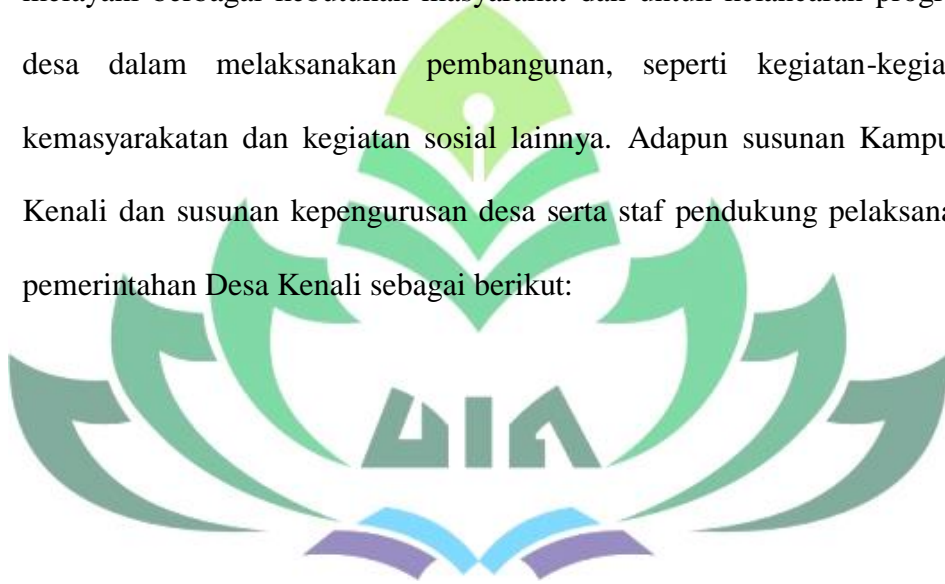 desa dalam melaksanakan pembangunan, seperti kegiatan-kegia
kemasyarakatan dan kegiatan sosial lainnya. Adapun susunan Kampu
Kenali dan susunan kepengurusan desa serta staf pendukung pelaksana
pemerintahan Desa Kenali sebagai berikut:
UIN